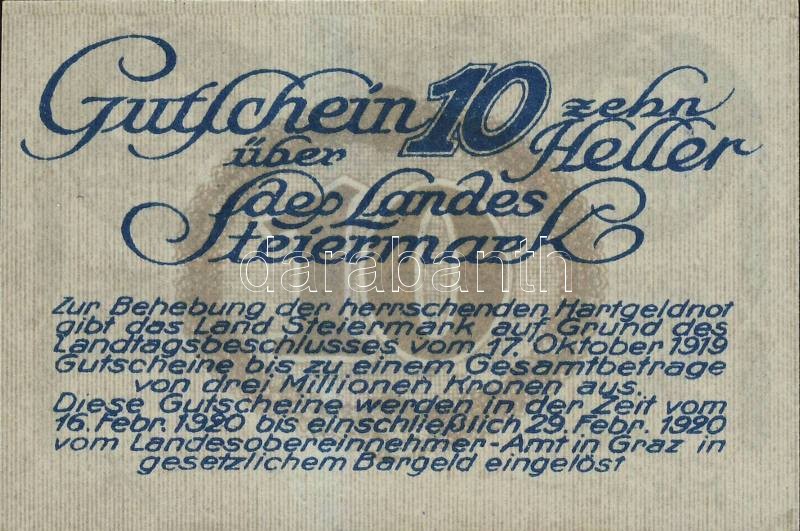 Gutschein 10 zehn
über Heller
des Landes
Steiermark
darabanth
Zur Behebung der herrschenden Hartgeldnot
gibt das Land Steiermark auf Grund des
Landtagsbeschlusses vom 17. Oktober 1919
Gutscheine bis zu einem Gesamtbetrage
von drei Millionen Kronen aus.
Diese Gutscheine werden in der Zeit vom
16. Febr. 1920 bis einschließlich 29. Febr. 1920
vom Landesobereinnehmer-Amt in Graz in
gesetzlichem Bargeld eingelöst
10